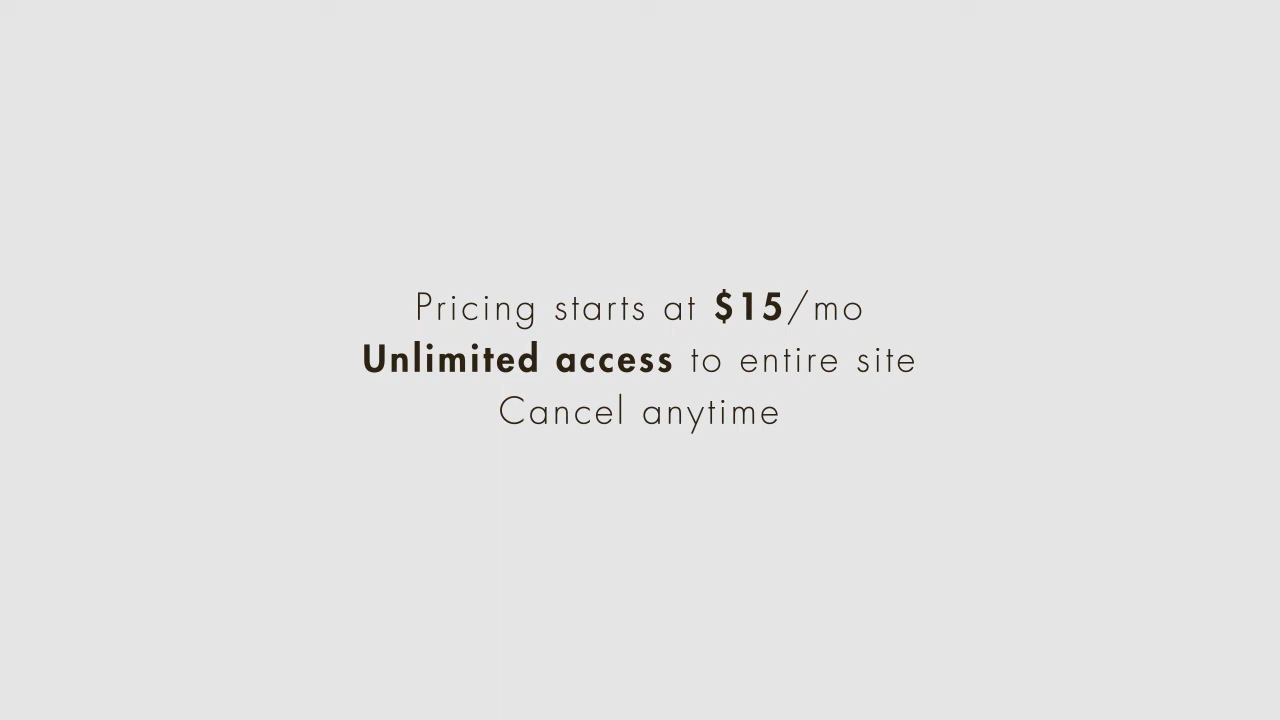 Pricing starts at $15/mo
Unlimited access to entire site
Cancel anytime